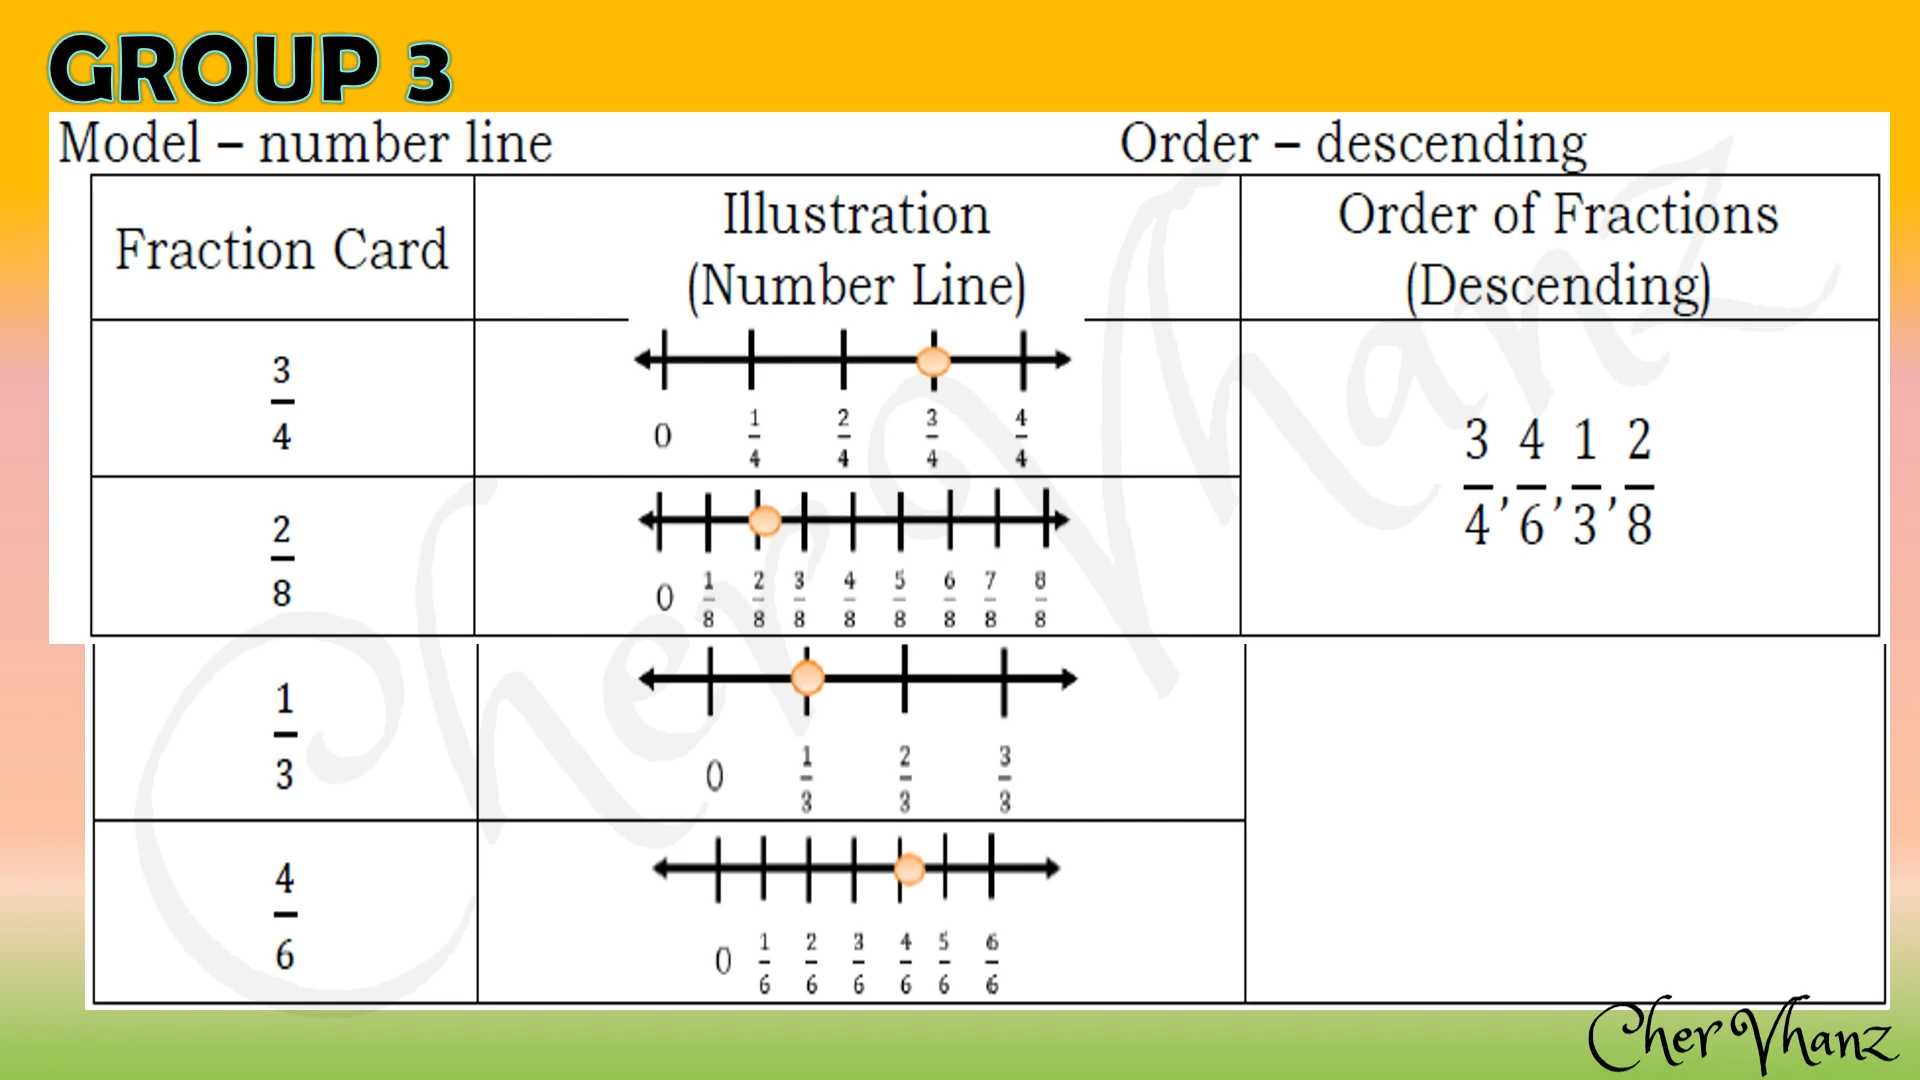 GROUP 3
Model – number line
Order – descending
Fraction Card
Illustration
(Number Line)
Order of Fractions
(Descending)
3/4
0 1/4 2/4 3/4 4/4
3/4, 4/6, 1/3, 2/8
2/8
0 1/8 2/8 3/8 4/8 5/8 6/8 7/8 8/8
1/3
0 1/3 2/3 3/3
4/6
0 1/6 2/6 3/6 4/6 5/6 6/6
Cher Vhanz
Cher Vhanz